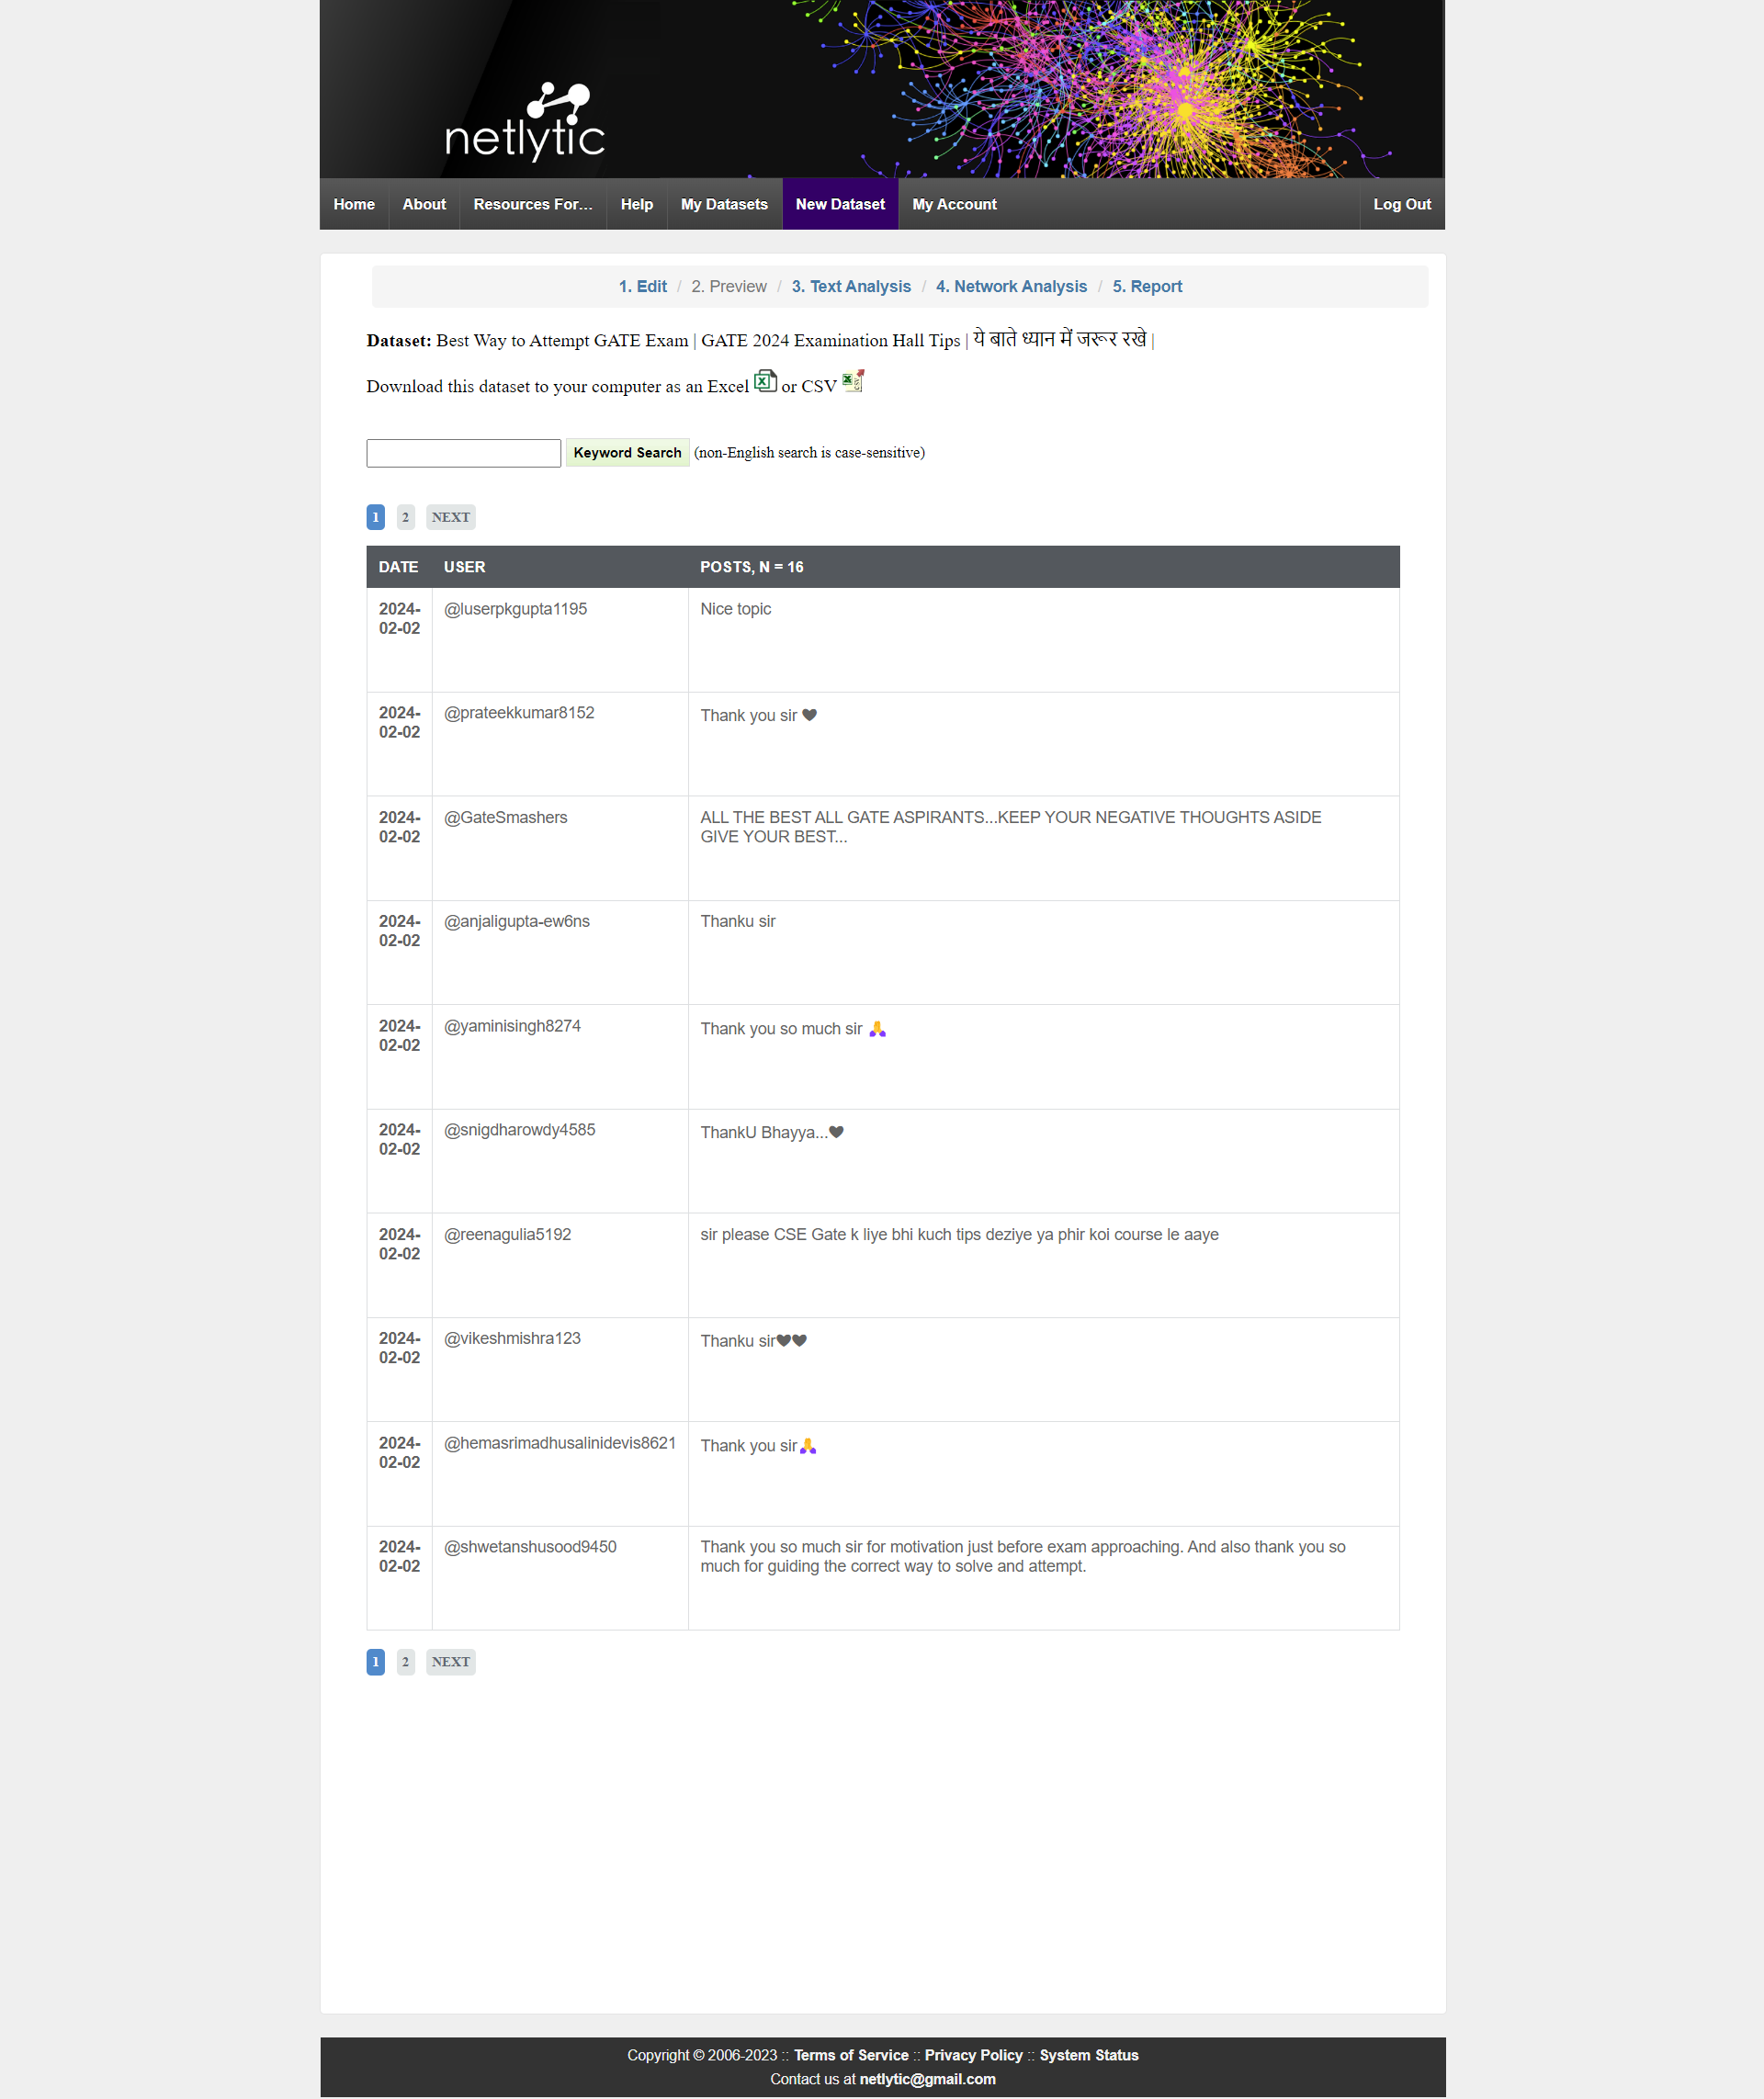 netlytic
Home About Resources For... Help My Datasets New Dataset My Account Log Out
1. Edit / 2. Preview / 3. Text Analysis / 4. Network Analysis / 5. Report
Dataset: Best Way to Attempt GATE Exam | GATE 2024 Examination Hall Tips | ये बाते ध्यान में जरूर रखे |
Download this dataset to your computer as an Excel or CSV
Keyword Search (non-English search is case-sensitive)
1 2 NEXT
DATE USER POSTS, N = 16
2024- @luserpkgupta1195 Nice topic
02-02
2024- @prateekkumar8152 Thank you sir ♥
02-02
2024- @GateSmashers ALL THE BEST ALL GATE ASPIRANTS...KEEP YOUR NEGATIVE THOUGHTS ASIDE
02-02 GIVE YOUR BEST...
2024- @anjaligupta-ew6ns Thanku sir
02-02
2024- @yaminisingh8274 Thank you so much sir 🙏
02-02
2024- @snigdharowdy4585 ThankU Bhayya...♥
02-02
2024- @reenagulia5192 sir please CSE Gate k liye bhi kuch tips deziye ya phir koi course le aaye
02-02
2024- @vikeshmishra123 Thanku sir♥♥
02-02
2024- @hemasrimadhusalinidevis8621 Thank you sir🙏
02-02
2024- @shwetanshusood9450 Thank you so much sir for motivation just before exam approaching. And also thank you so
02-02 much for guiding the correct way to solve and attempt.
1 2 NEXT
Copyright © 2006-2023 :: Terms of Service :: Privacy Policy :: System Status
Contact us at netlytic@gmail.com